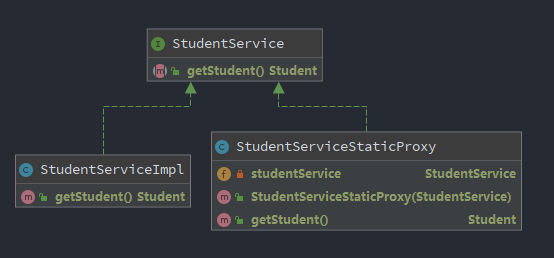 I StudentService
m getStudent() Student
C StudentServiceImpl
m getStudent() Student
C StudentServiceStaticProxy
f studentService StudentService
m StudentServiceStaticProxy(StudentService)
m getStudent() Student